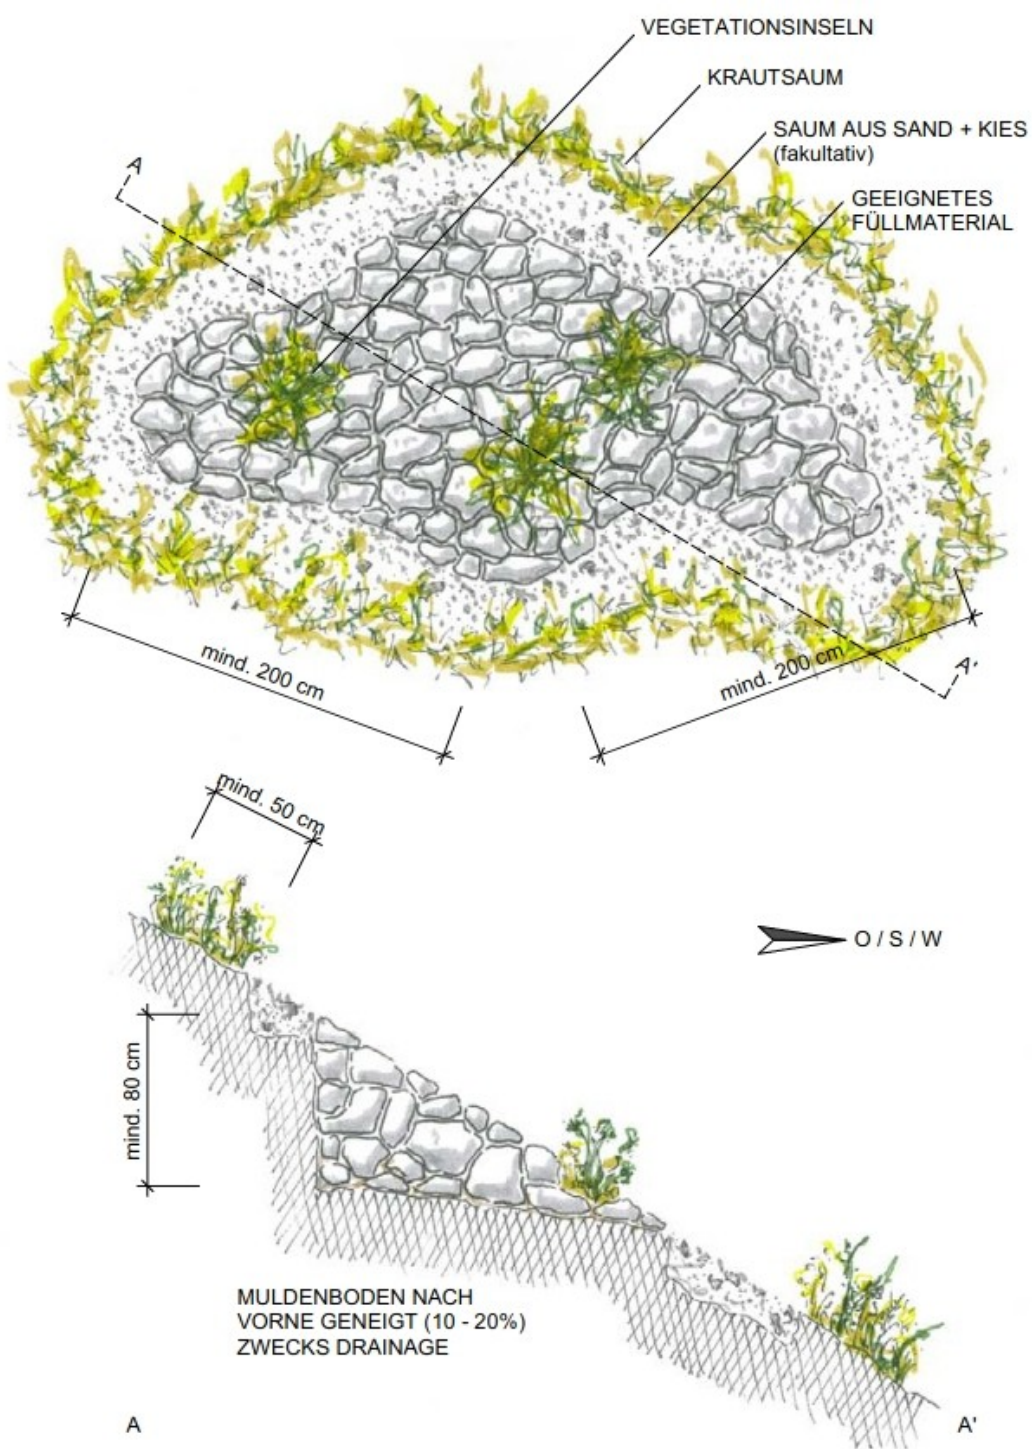 VEGETATIONSINSELN
KRAUTSAUM
SAUM AUS SAND + KIES
(fakultativ)
GEEIGNETES
FÜLLMATERIAL
A
mind. 200 cm
mind. 200 cm
A'
mind. 50 cm
O / S / W
mind. 80 cm
MULDENBODEN NACH
VORNE GENEIGT (10 - 20%)
ZWECKS DRAINAGE
A
A'